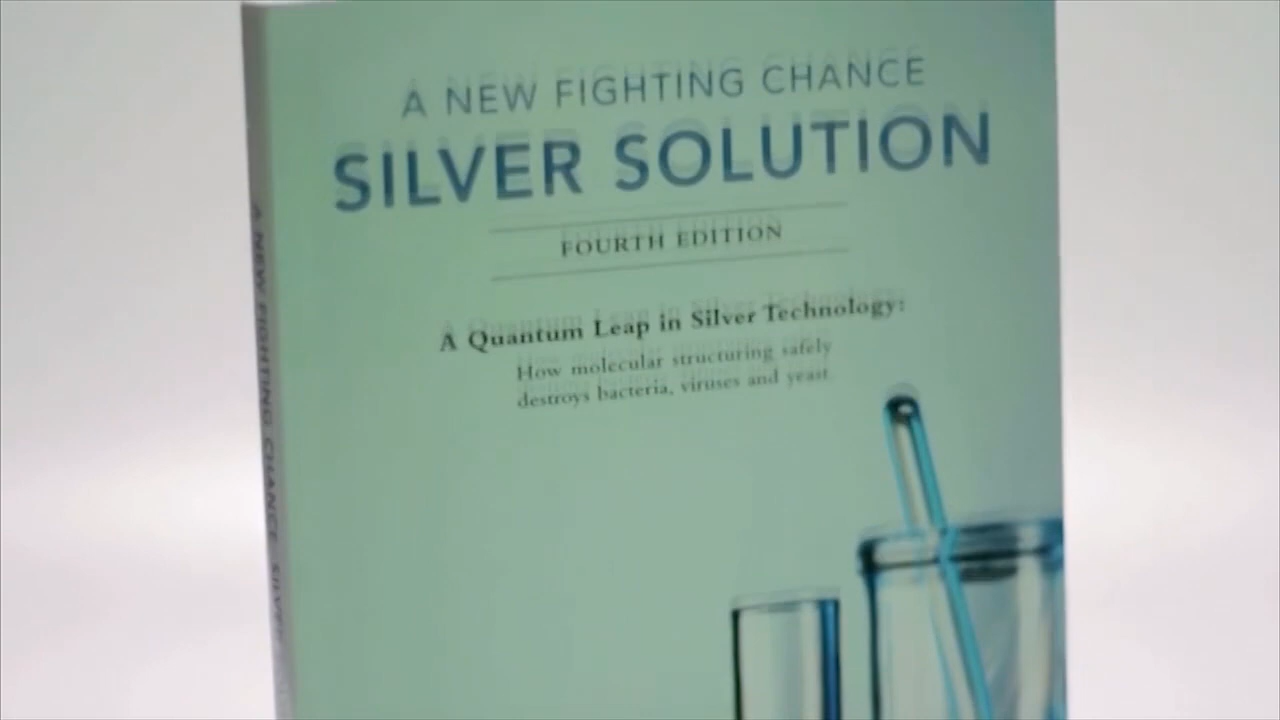 A NEW FIGHTING CHANCE
SILVER SOLUTION
FOURTH EDITION
A Quantum Leap in Silver Technology:
How molecular structuring safely
destroys bacteria, viruses and yeast
A NEW FIGHTING CHANCE SILVER